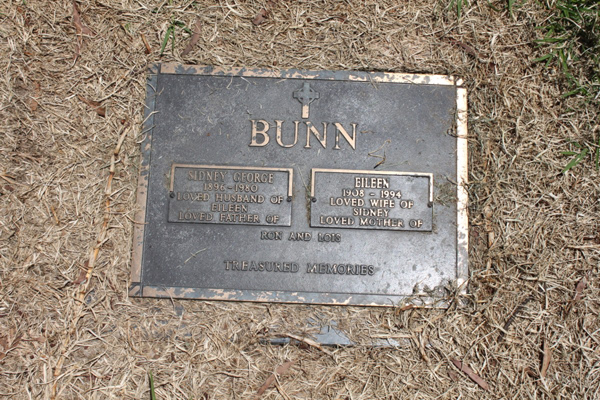 BUNN
SIDNEY GEORGE
1896 - 1980
LOVED HUSBAND OF
EILEEN
LOVED FATHER OF
EILEEN
1908 - 1994
LOVED WIFE OF
SIDNEY
LOVED MOTHER OF
RON AND LOIS
TREASURED MEMORIES